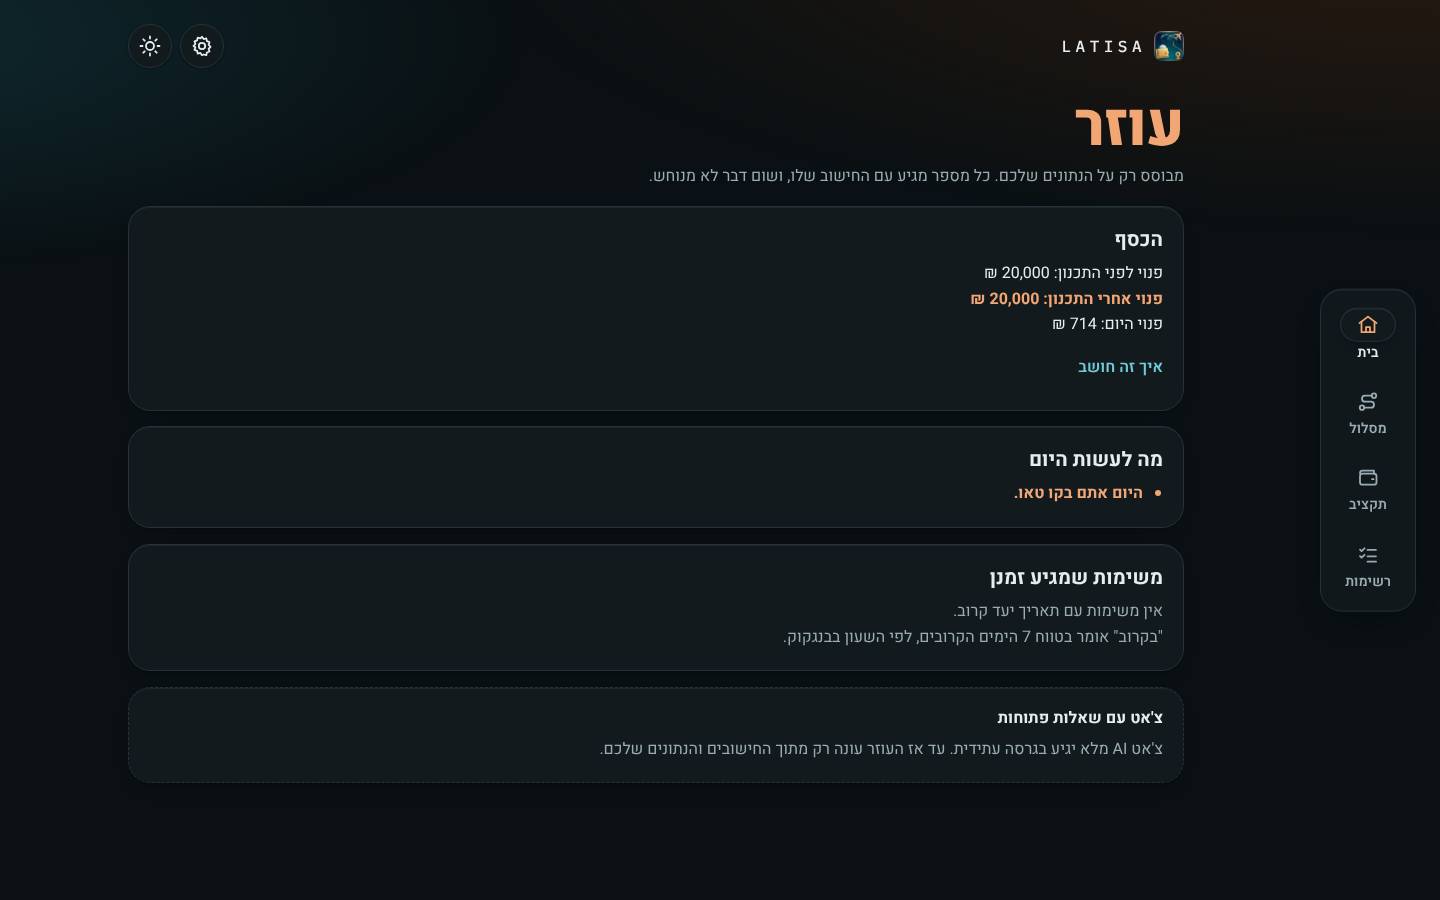 LATISA
עוזר
מבוסס רק על הנתונים שלכם. כל מספר מגיע עם החישוב שלו, ושום דבר לא מנוחש.
הכסף
פנוי לפני התכנון: 20,000 ₪
פנוי אחרי התכנון: 20,000 ₪
פנוי היום: 714 ₪
איך זה חושב
מה לעשות היום
היום אתם בקו טאו.
משימות שמגיע זמנן
אין משימות עם תאריך יעד קרוב.
"בקרוב" אומר בטווח 7 הימים הקרובים, לפי השעון בבנגקוק.
צ'אט עם שאלות פתוחות
צ'אט AI מלא יגיע בגרסה עתידית. עד אז העוזר עונה רק מתוך החישובים והנתונים שלכם.
בית
מסלול
תקציב
רשימות